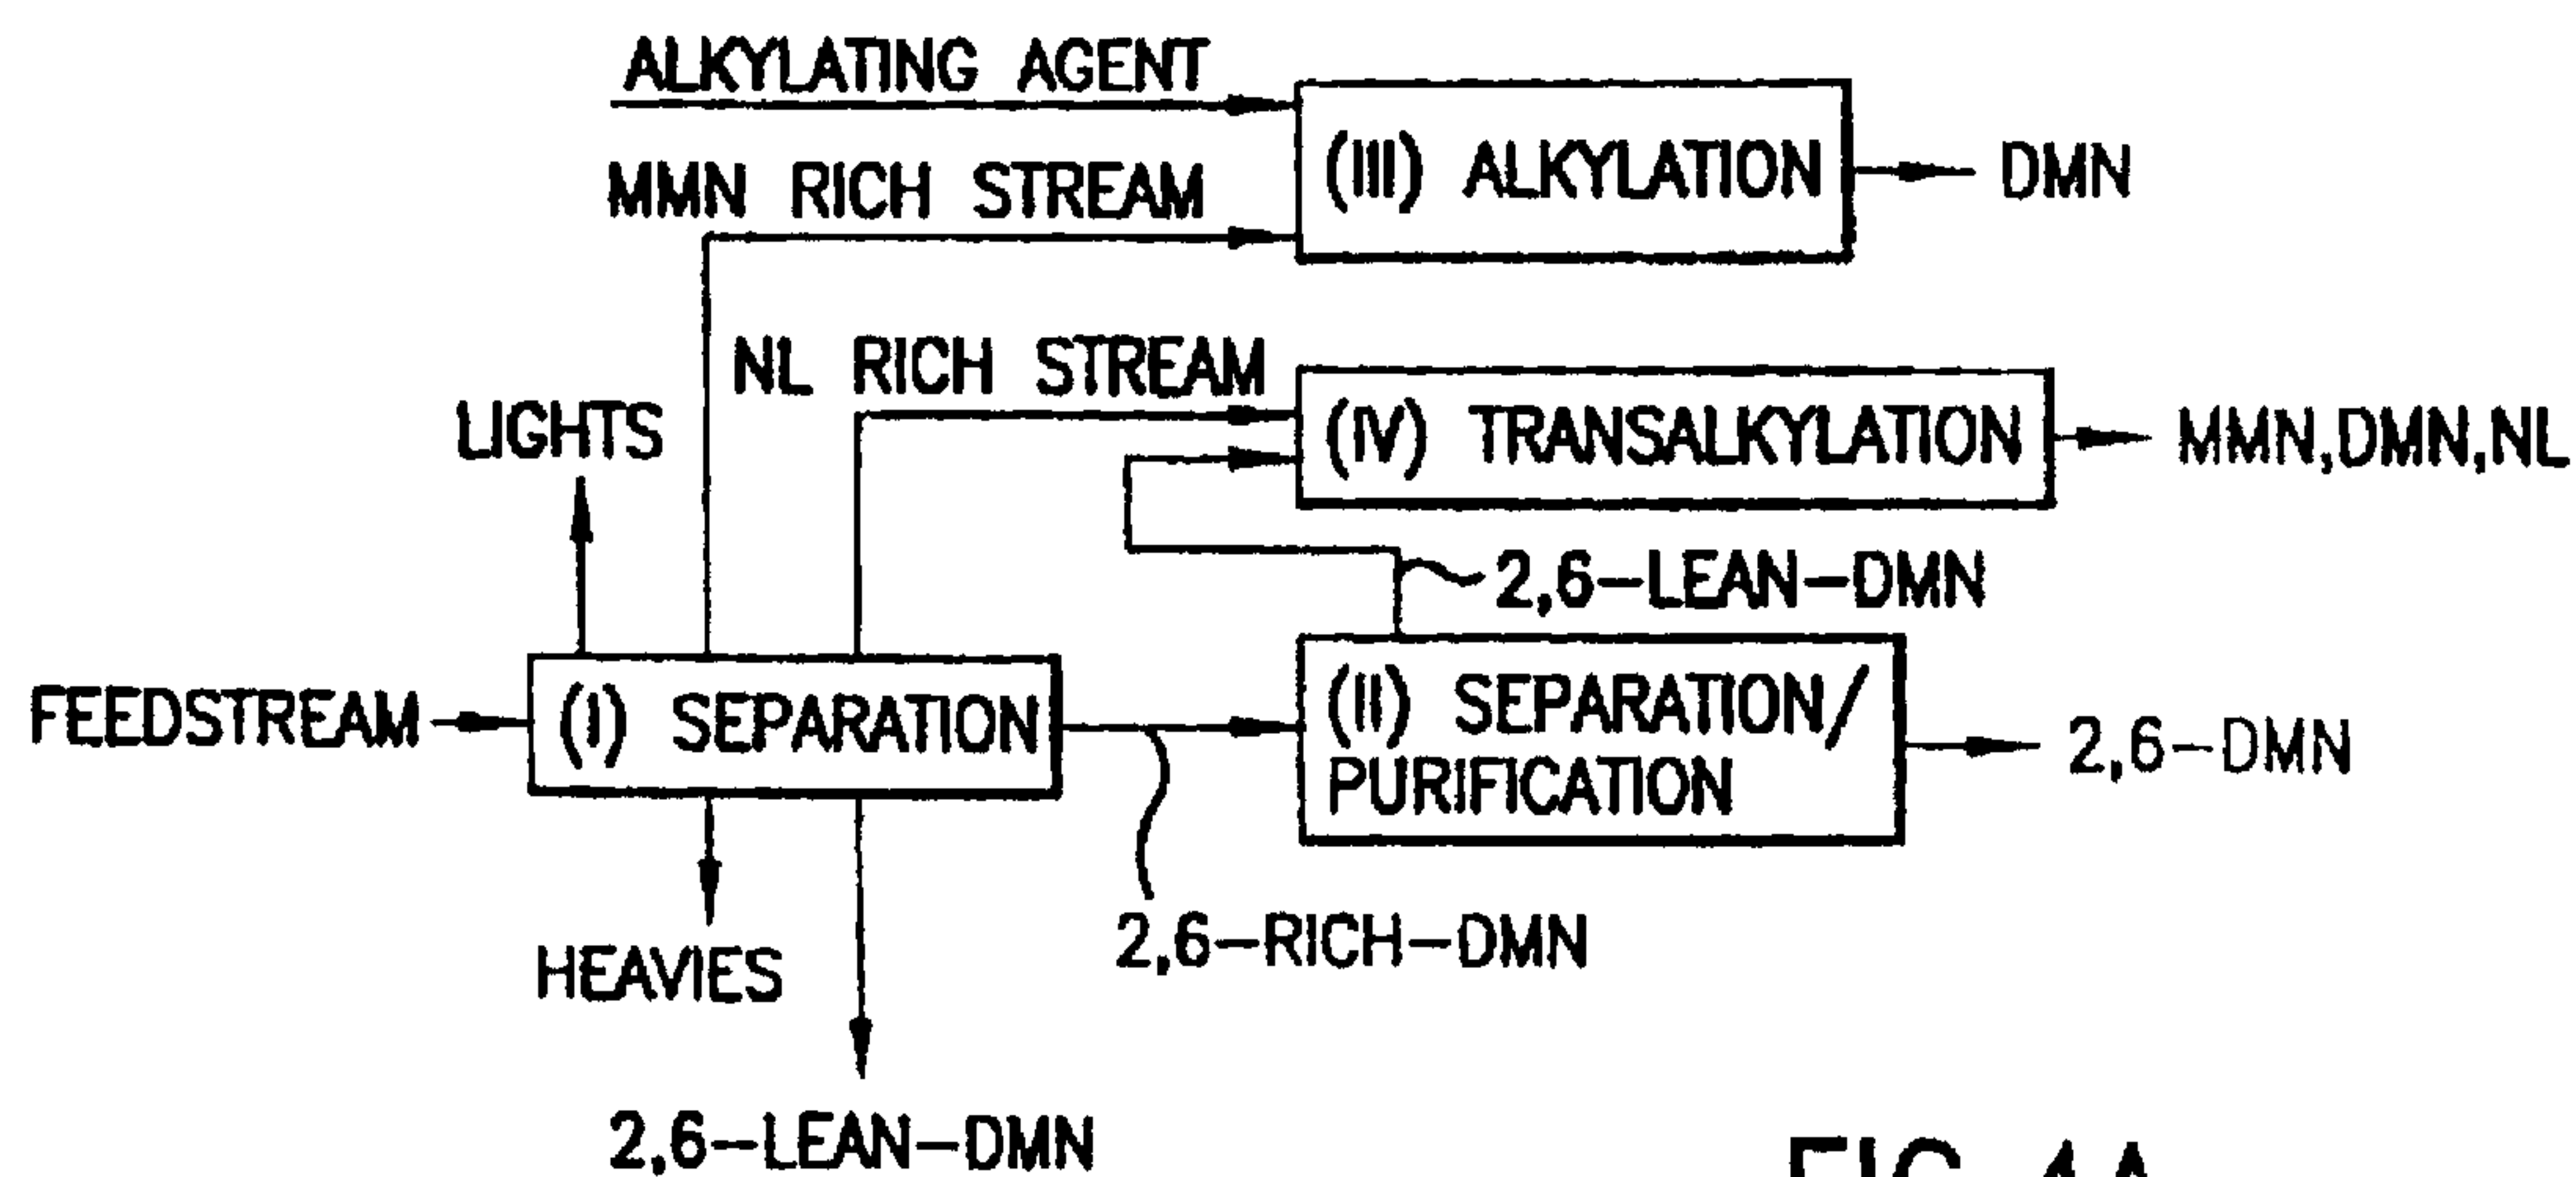 ALKYLATING AGENT
MMN RICH STREAM
(III) ALKYLATION
DMN
NL RICH STREAM
LIGHTS
(IV) TRANSALKYLATION
MMN,DMN,NL
2,6-LEAN-DMN
FEEDSTREAM
(I) SEPARATION
(II) SEPARATION/
PURIFICATION
2,6-DMN
2,6-RICH-DMN
HEAVIES
2,6-LEAN-DMN